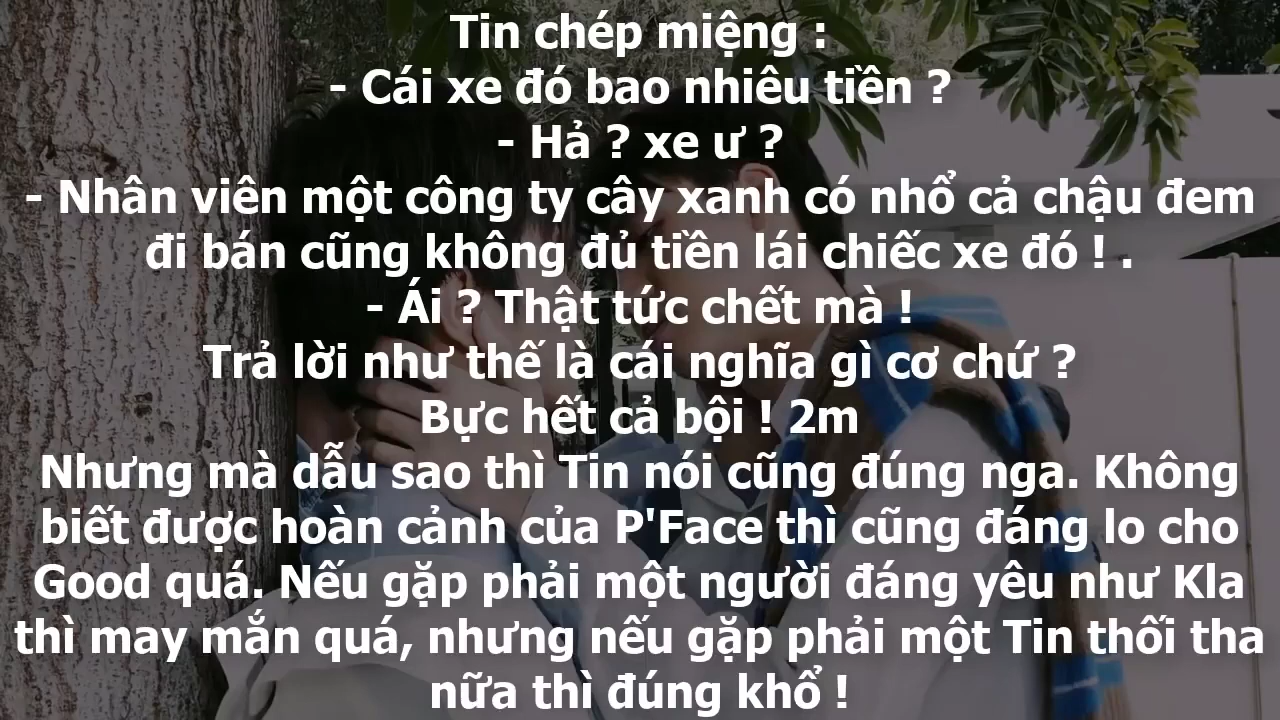 Tin chép miệng :
- Cái xe đó bao nhiêu tiền ?
- Hả ? xe ư ?
- Nhân viên một công ty cây xanh có nhổ cả chậu đem
đi bán cũng không đủ tiền lái chiếc xe đó ! .
- Ái ? Thật tức chết mà !
Trả lời như thế là cái nghĩa gì cơ chứ ?
Bực hết cả bội ! 2m
Nhưng mà dẫu sao thì Tin nói cũng đúng nga. Không
biết được hoàn cảnh của P'Face thì cũng đáng lo cho
Good quá. Nếu gặp phải một người đáng yêu như Kla
thì may mắn quá, nhưng nếu gặp phải một Tin thối tha
nữa thì đúng khổ !